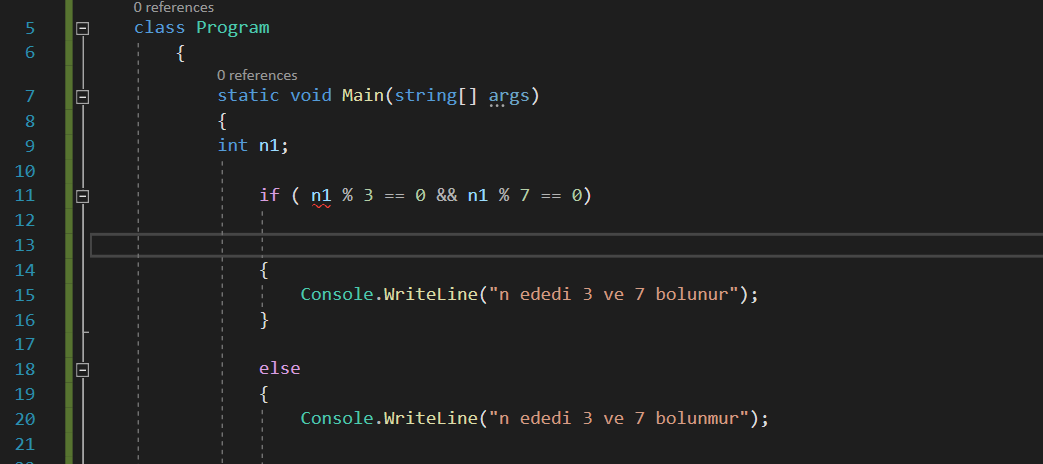 0 references
5 class Program
6 {
0 references
7 static void Main(string[] args)
8 {
9 int n1;
10
11 if ( n1 % 3 == 0 && n1 % 7 == 0)
12
13
14 {
15 Console.WriteLine("n ededi 3 ve 7 bolunur");
16 }
17
18 else
19 {
20 Console.WriteLine("n ededi 3 ve 7 bolunmur");
21